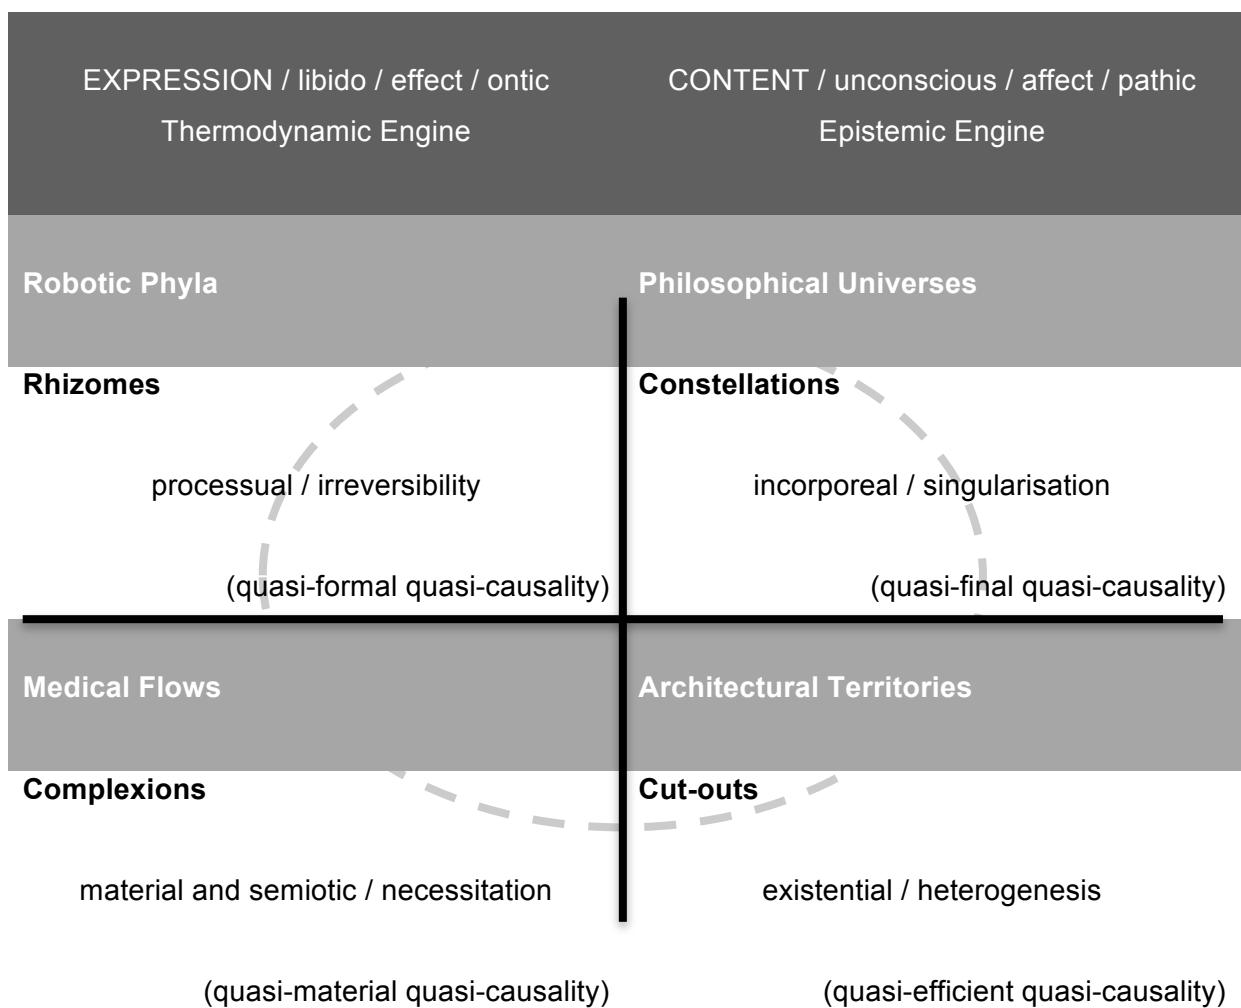 EXPRESSION / libido / effect / ontic
Thermodynamic Engine
CONTENT / unconscious / affect / pathic
Epistemic Engine
Robotic Phyla
Philosophical Universes
Rhizomes
processual / irreversibility
(quasi-formal quasi-causality)
Constellations
incorporeal / singularisation
(quasi-final quasi-causality)
Medical Flows
Architectural Territories
Complexions
material and semiotic / necessitation
(quasi-material quasi-causality)
Cut-outs
existential / heterogenesis
(quasi-efficient quasi-causality)